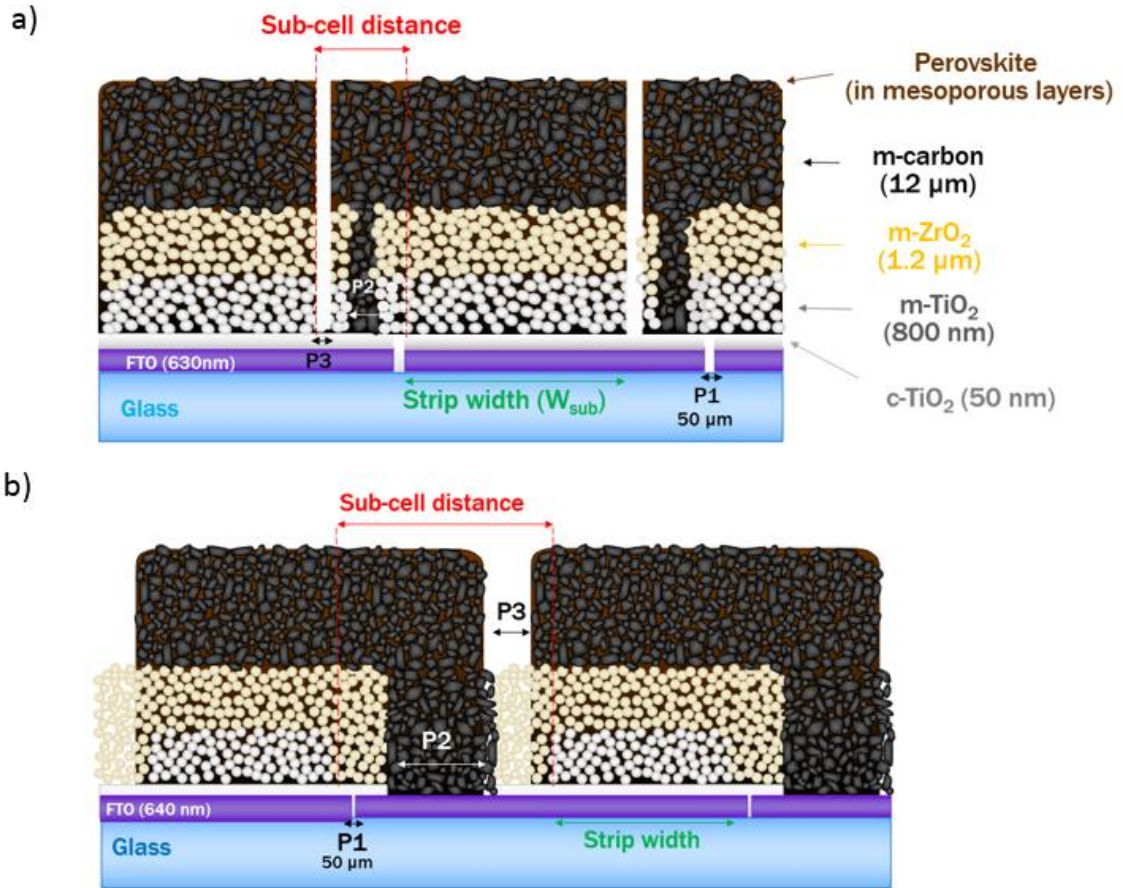 a)
Sub-cell distance
Perovskite
(in mesoporous layers)
m-carbon
(12 µm)
m-ZrO₂
(1.2 µm)
P2
m-TiO₂
(800 nm)
FTO (630nm)
P3
Strip width (Wsub)
P1
50 µm
c-TiO₂ (50 nm)
Glass
b)
Sub-cell distance
P3
P2
FTO (640 nm)
P1
50 µm
Strip width
Glass